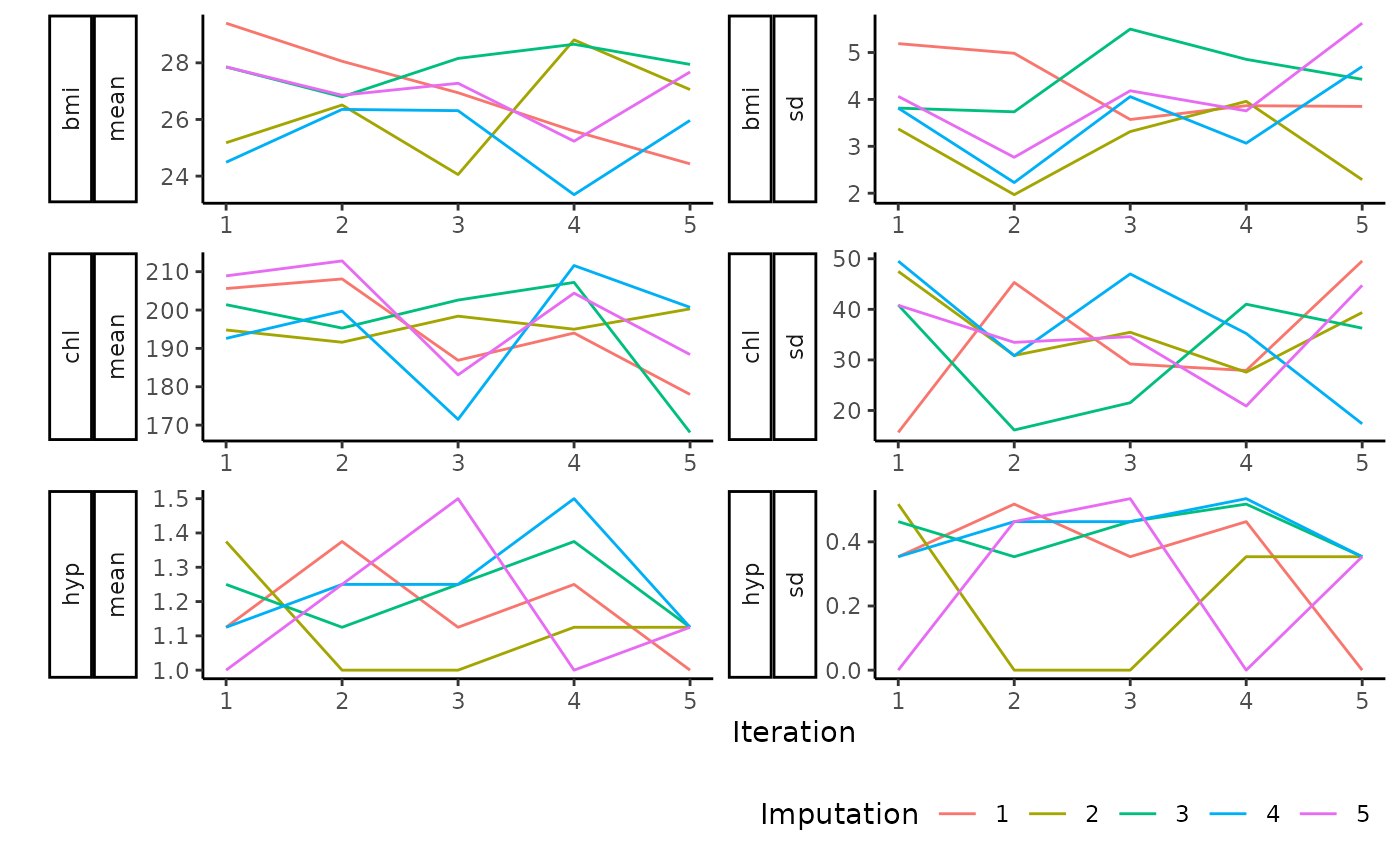 bmi mean
28
26
24
1 2 3 4 5
bmi sd
5
4
3
2
1 2 3 4 5
chl mean
210
200
190
180
170
1 2 3 4 5
chl sd
50
40
30
20
1 2 3 4 5
hyp mean
1.5
1.4
1.3
1.2
1.1
1.0
1 2 3 4 5
hyp sd
0.4
0.2
0.0
1 2 3 4 5
Iteration
Imputation 1 2 3 4 5